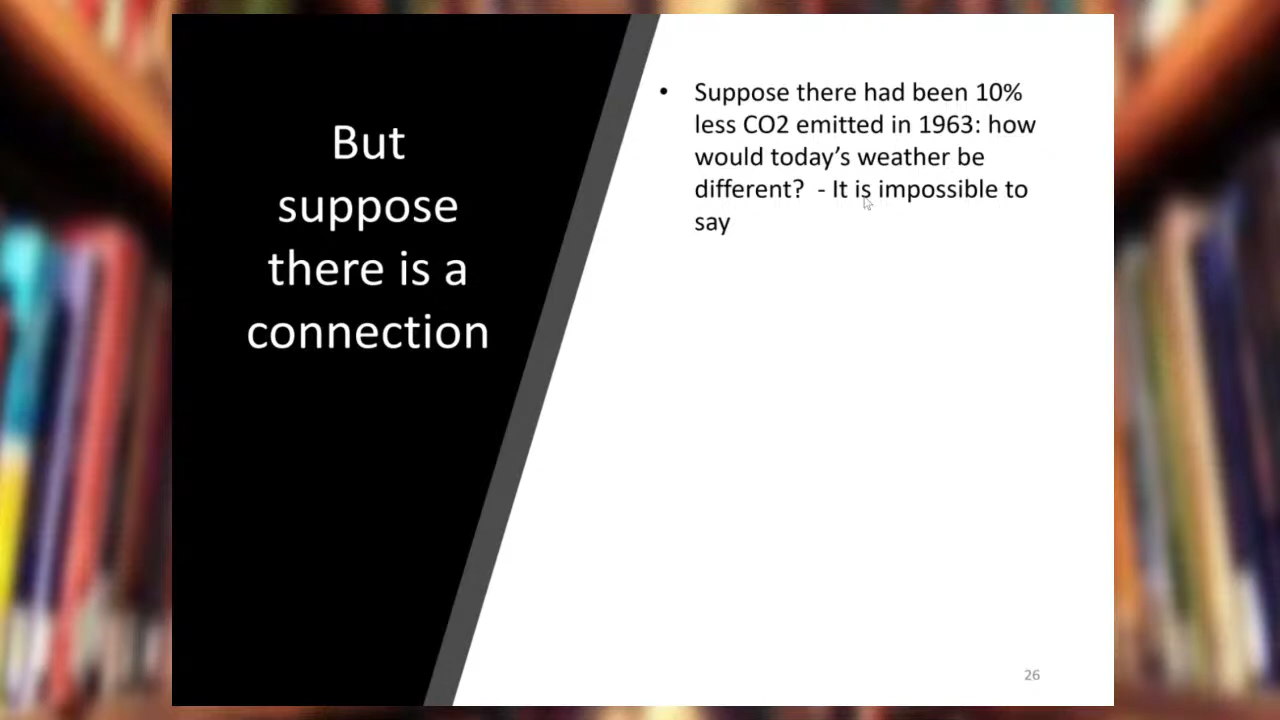 But
suppose
there is a
connection
• Suppose there had been 10%
less CO2 emitted in 1963: how
would today’s weather be
different?  - It is impossible to
say
26